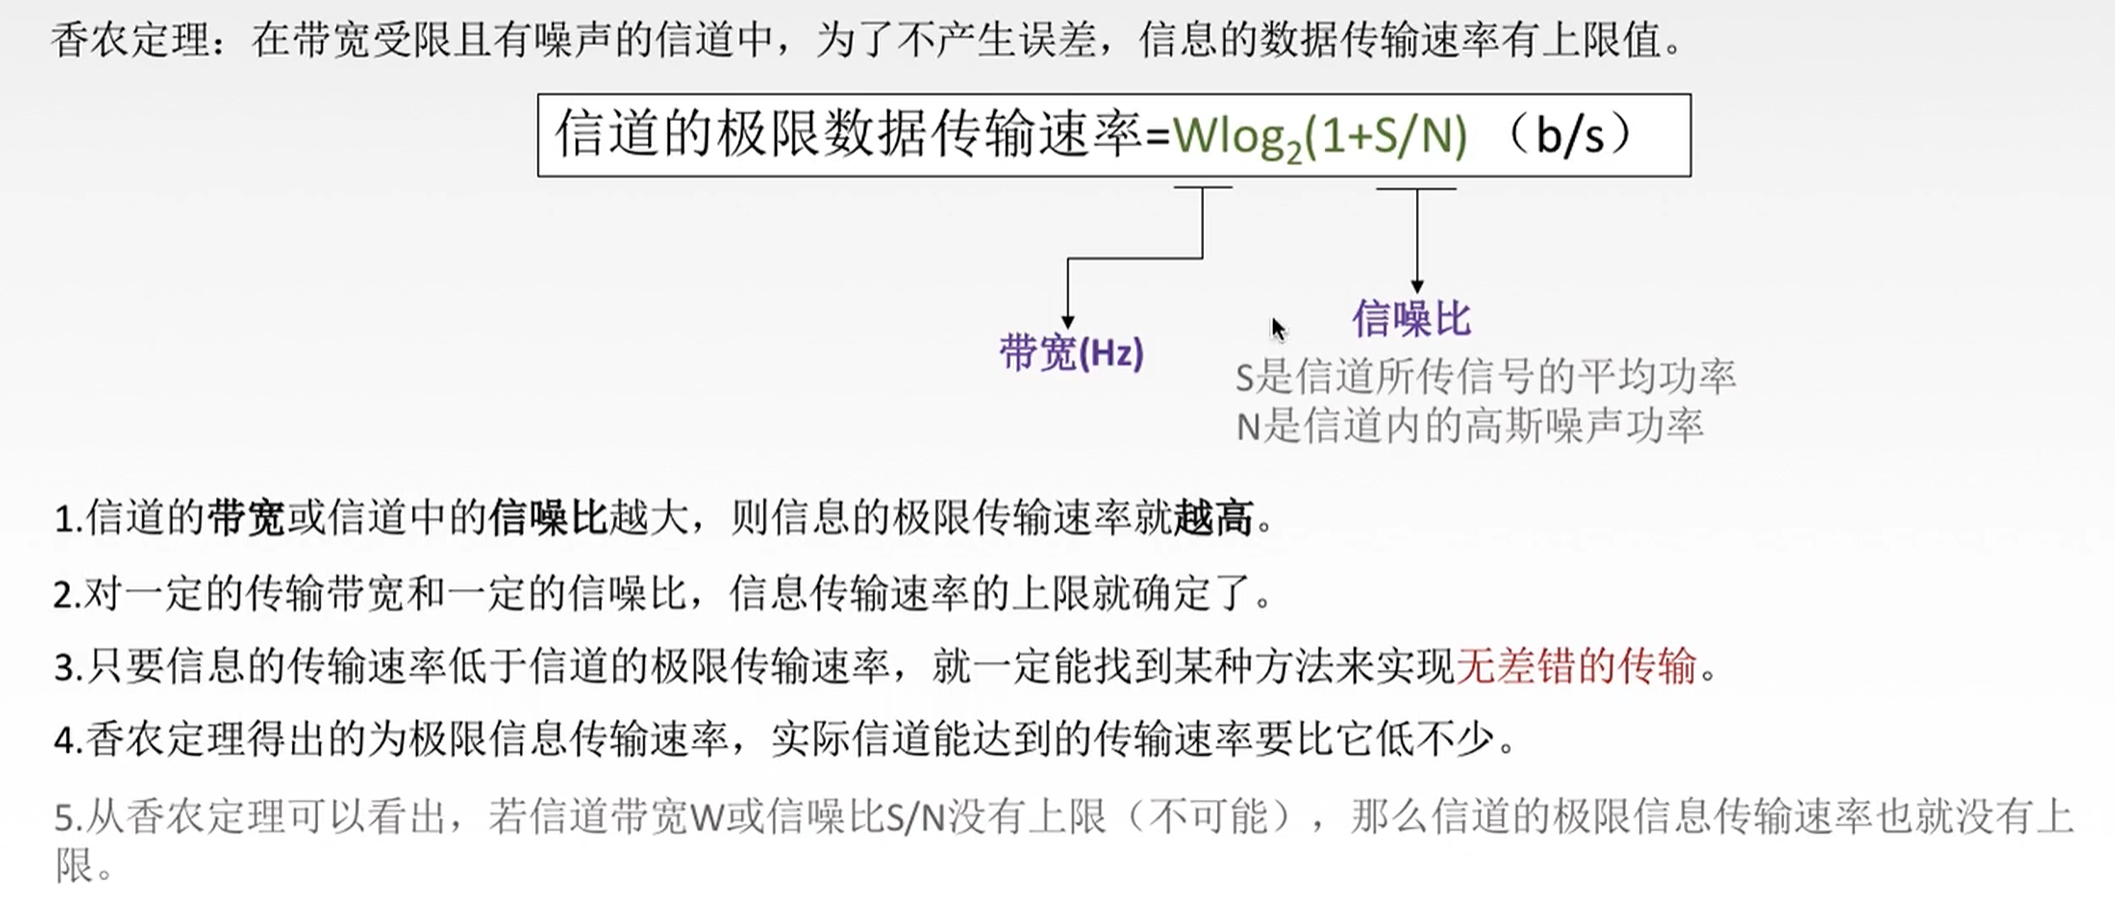 香农定理：在带宽受限且有噪声的信道中，为了不产生误差，信息的数据传输速率有上限值。
信道的极限数据传输速率=Wlog₂(1+S/N) （b/s）
信噪比
带宽(Hz)
S是信道所传信号的平均功率
N是信道内的高斯噪声功率
1.信道的带宽或信道中的信噪比越大，则信息的极限传输速率就越高。
2.对一定的传输带宽和一定的信噪比，信息传输速率的上限就确定了。
3.只要信息的传输速率低于信道的极限传输速率，就一定能找到某种方法来实现无差错的传输。
4.香农定理得出的为极限信息传输速率，实际信道能达到的传输速率要比它低不少。
5.从香农定理可以看出，若信道带宽W或信噪比S/N没有上限（不可能），那么信道的极限信息传输速率也就没有上
限。